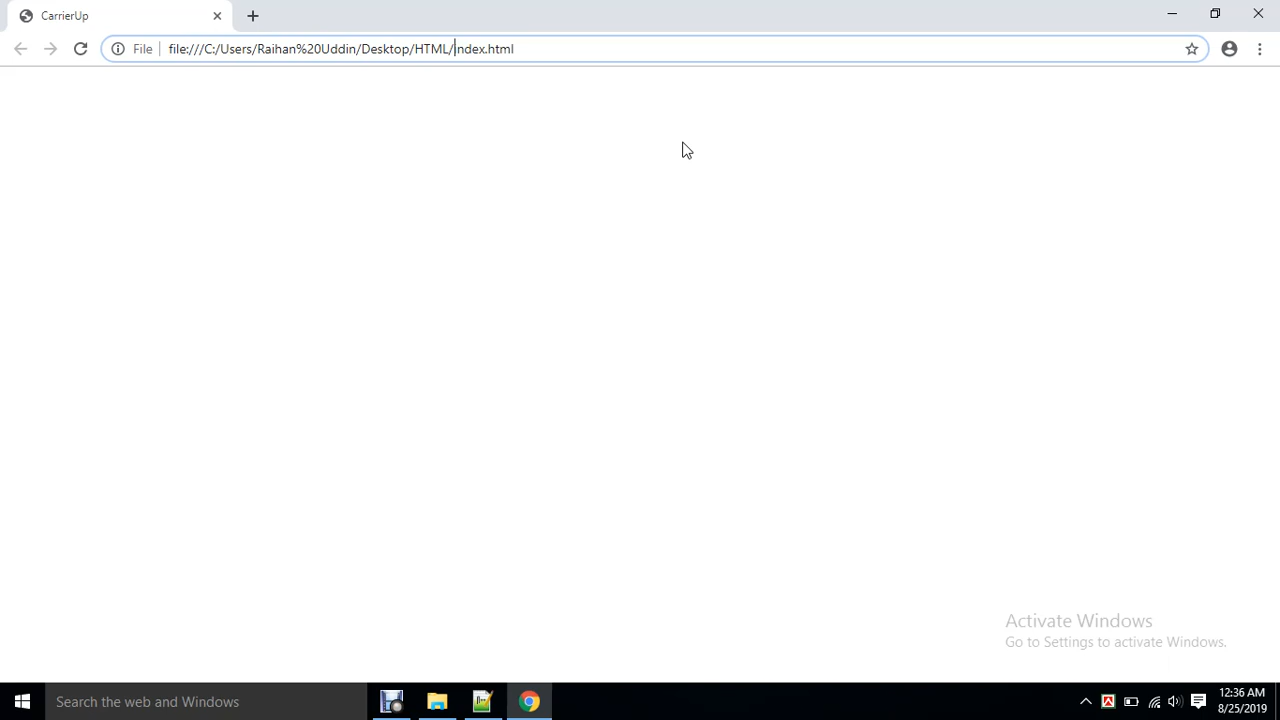 CarrierUp
File file:///C:/Users/Raihan%20Uddin/Desktop/HTML/index.html
Activate Windows
Go to Settings to activate Windows.
Search the web and Windows
12:36 AM
8/25/2019